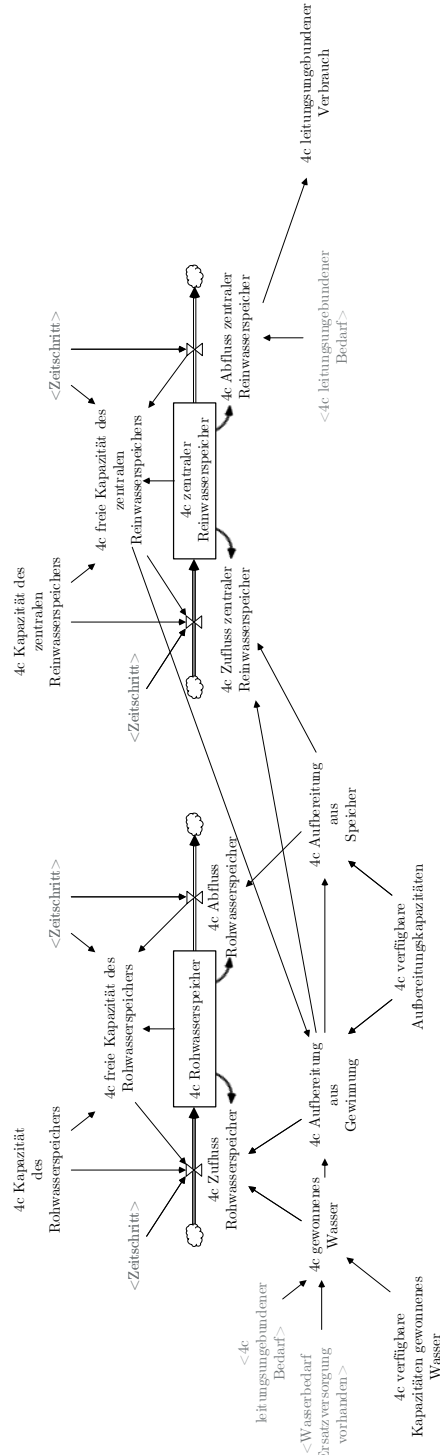 4c Kapazität
des
Rohwasserspeichers
<Zeitschritt>
4c freie Kapazität des
Rohwasserspeichers
<Zeitschritt>
4c Rohwasserspeicher
4c Zufluss
Rohwasserspeicher
4c Abfluss
Rohwasserspeicher
4c Kapazität des
zentralen
Reinwasserspeichers
<Zeitschritt>
4c freie Kapazität des
zentralen
Reinwasserspeichers
<Zeitschritt>
4c zentraler
Reinwasserspeicher
4c Zufluss zentraler
Reinwasserspeicher
4c Abfluss zentraler
Reinwasserspeicher
<4c
leitungsgebundener
Bedarf>
<Wasserbedarf
Ersatzversorgung
vorhanden>
4c verfügbare
Kapazitäten gewonnenes
Wasser
4c gewonnenes
Wasser
4c Aufbereitung
aus
Gewinnung
4c verfügbare
Aufbereitungskapazitäten
4c Aufbereitung
aus
Speicher
<4c leitungsungebundener
Bedarf>
4c leitungsungebundener
Verbrauch